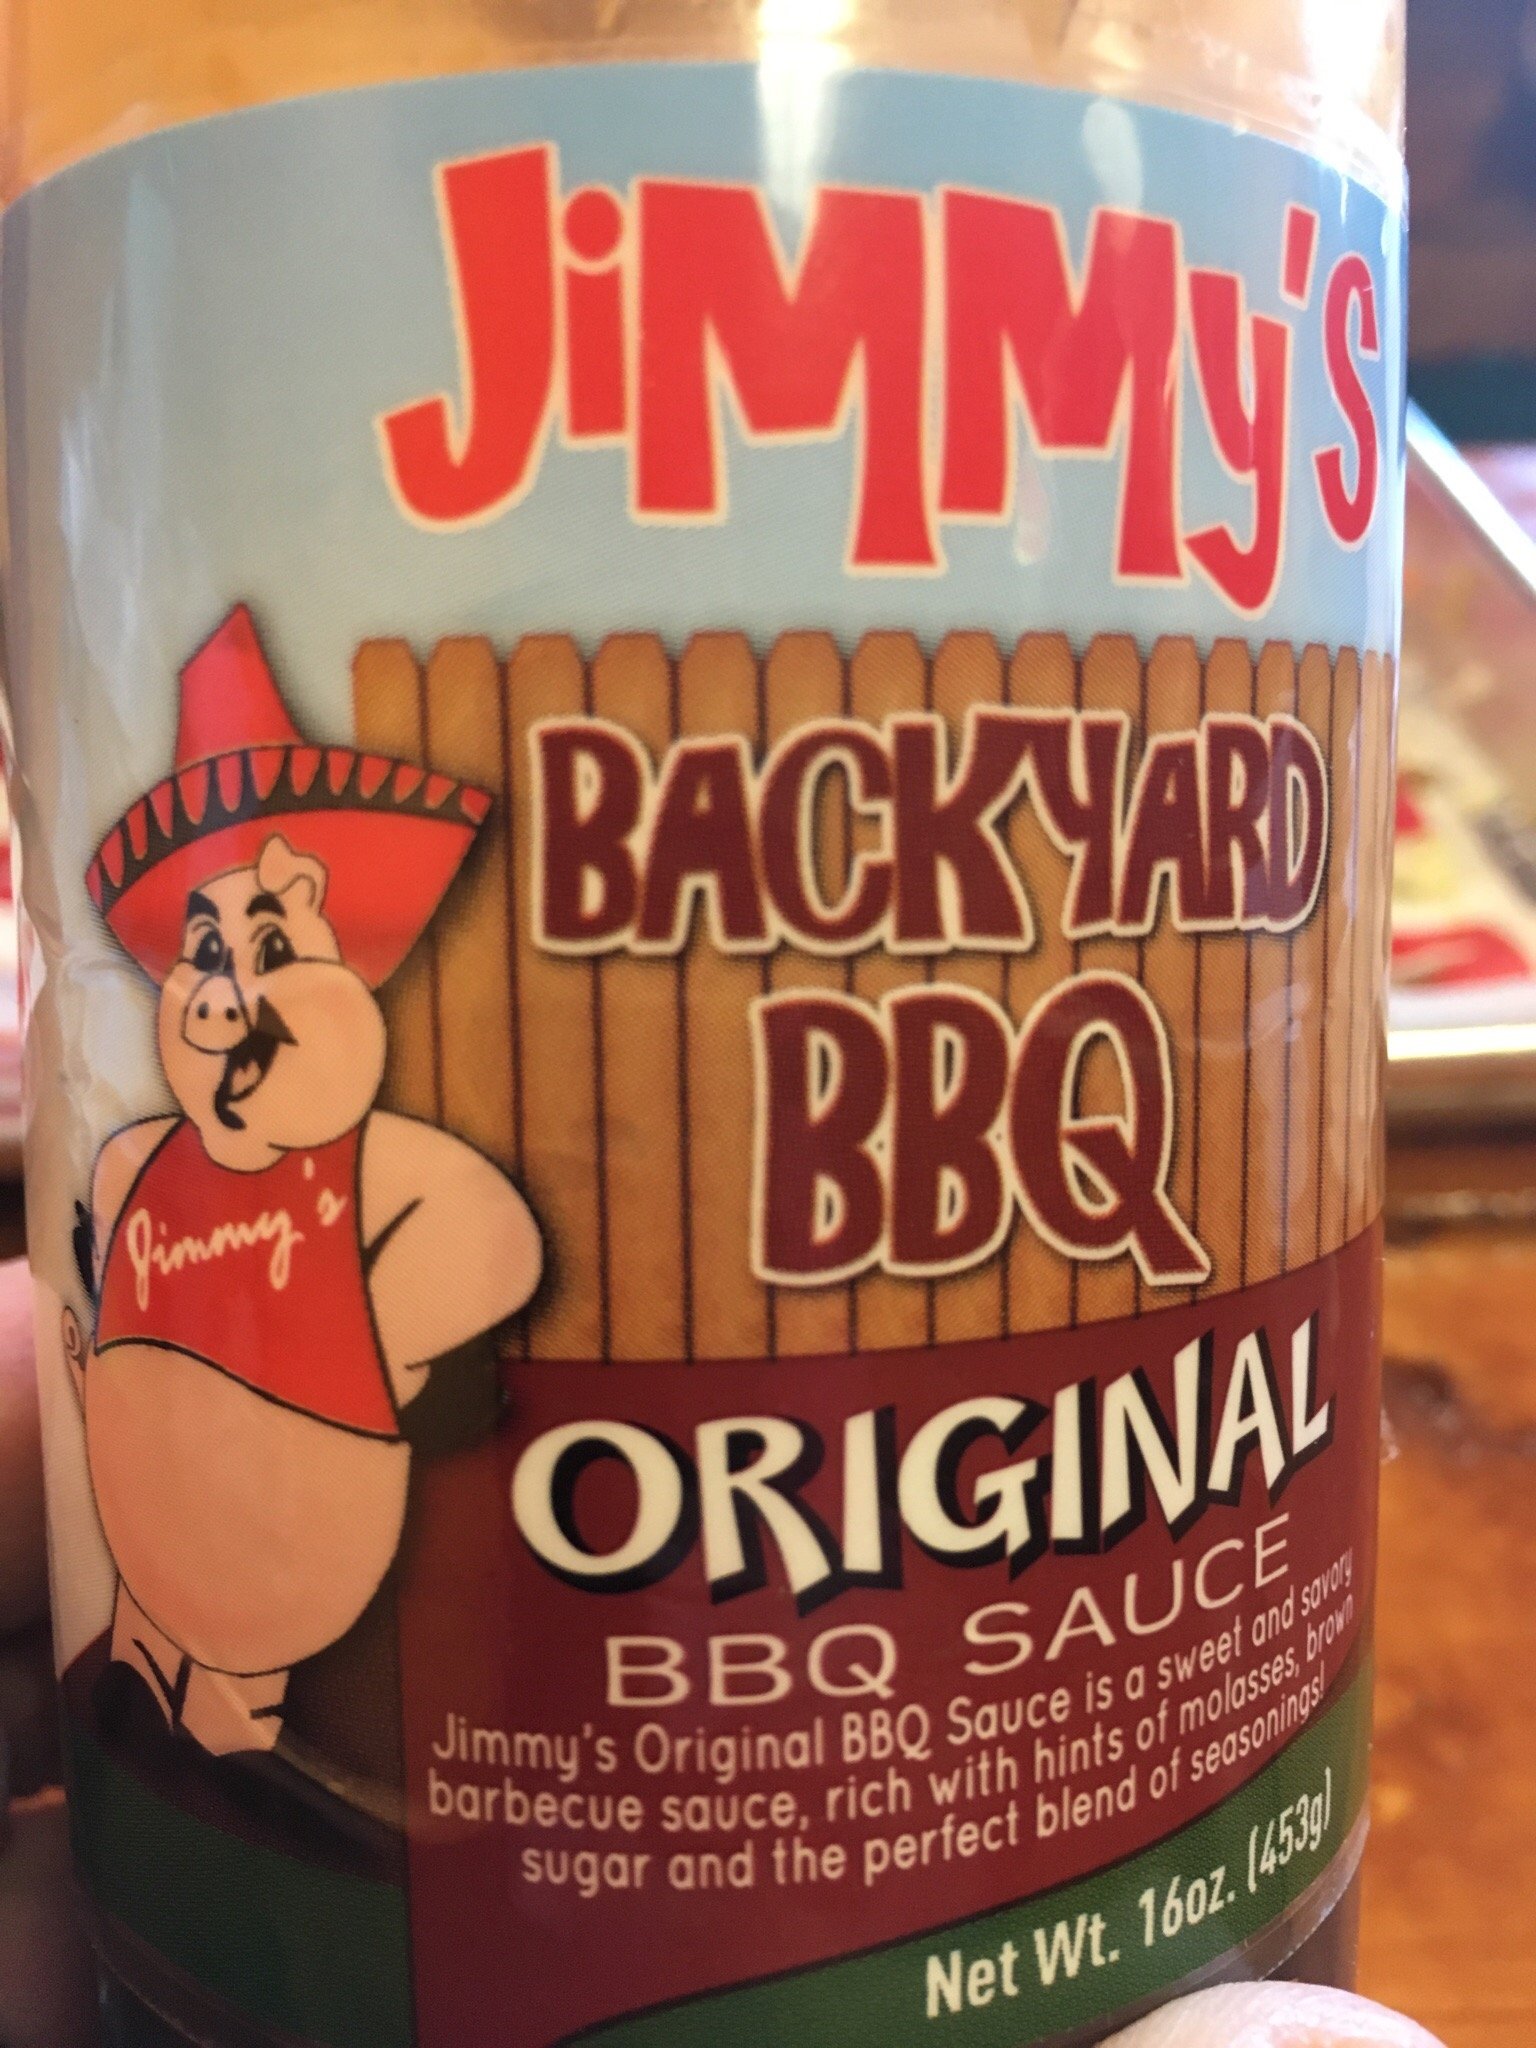 JiMMy's
BACKYARD
BBQ
Jimmy's
ORIGINAL
BBQ SAUCE
Jimmy's Original BBQ Sauce is a sweet and savory
barbecue sauce, rich with hints of molasses, brown
sugar and the perfect blend of seasonings!
Net Wt. 16oz. (453g)